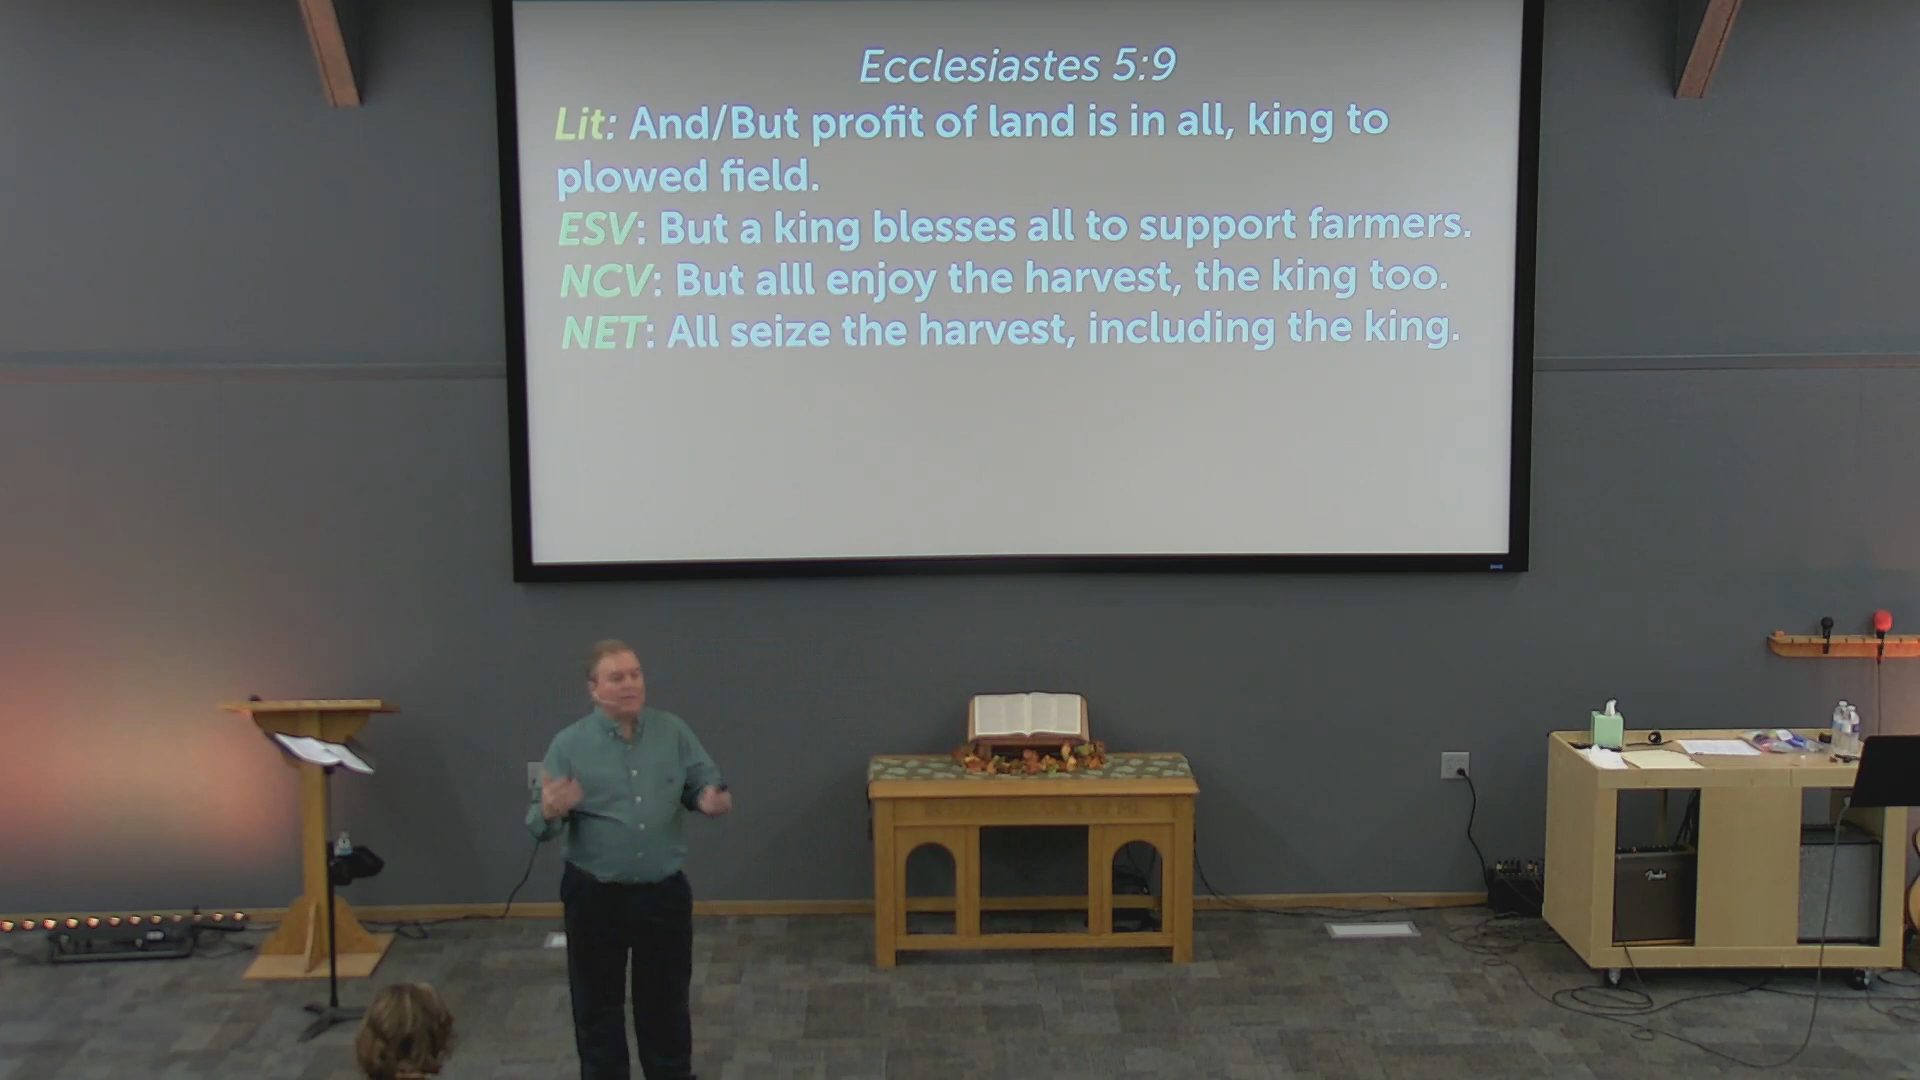 Ecclesiastes 5:9
Lit: And/But profit of land is in all, king to
plowed field.
ESV: But a king blesses all to support farmers.
NCV: But alll enjoy the harvest, the king too.
NET: All seize the harvest, including the king.
Fender